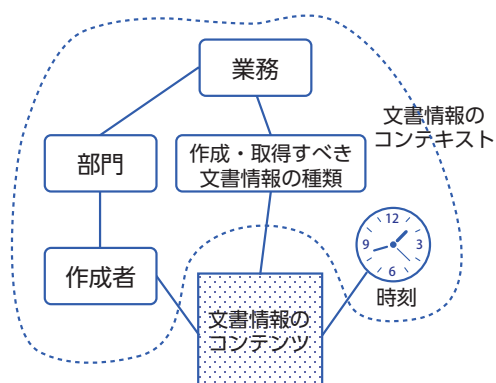 業務
文書情報の
コンテキスト
部門
作成・取得すべき
文書情報の種類
作成者
12
9
3
6
時刻
文書情報の
コンテンツ